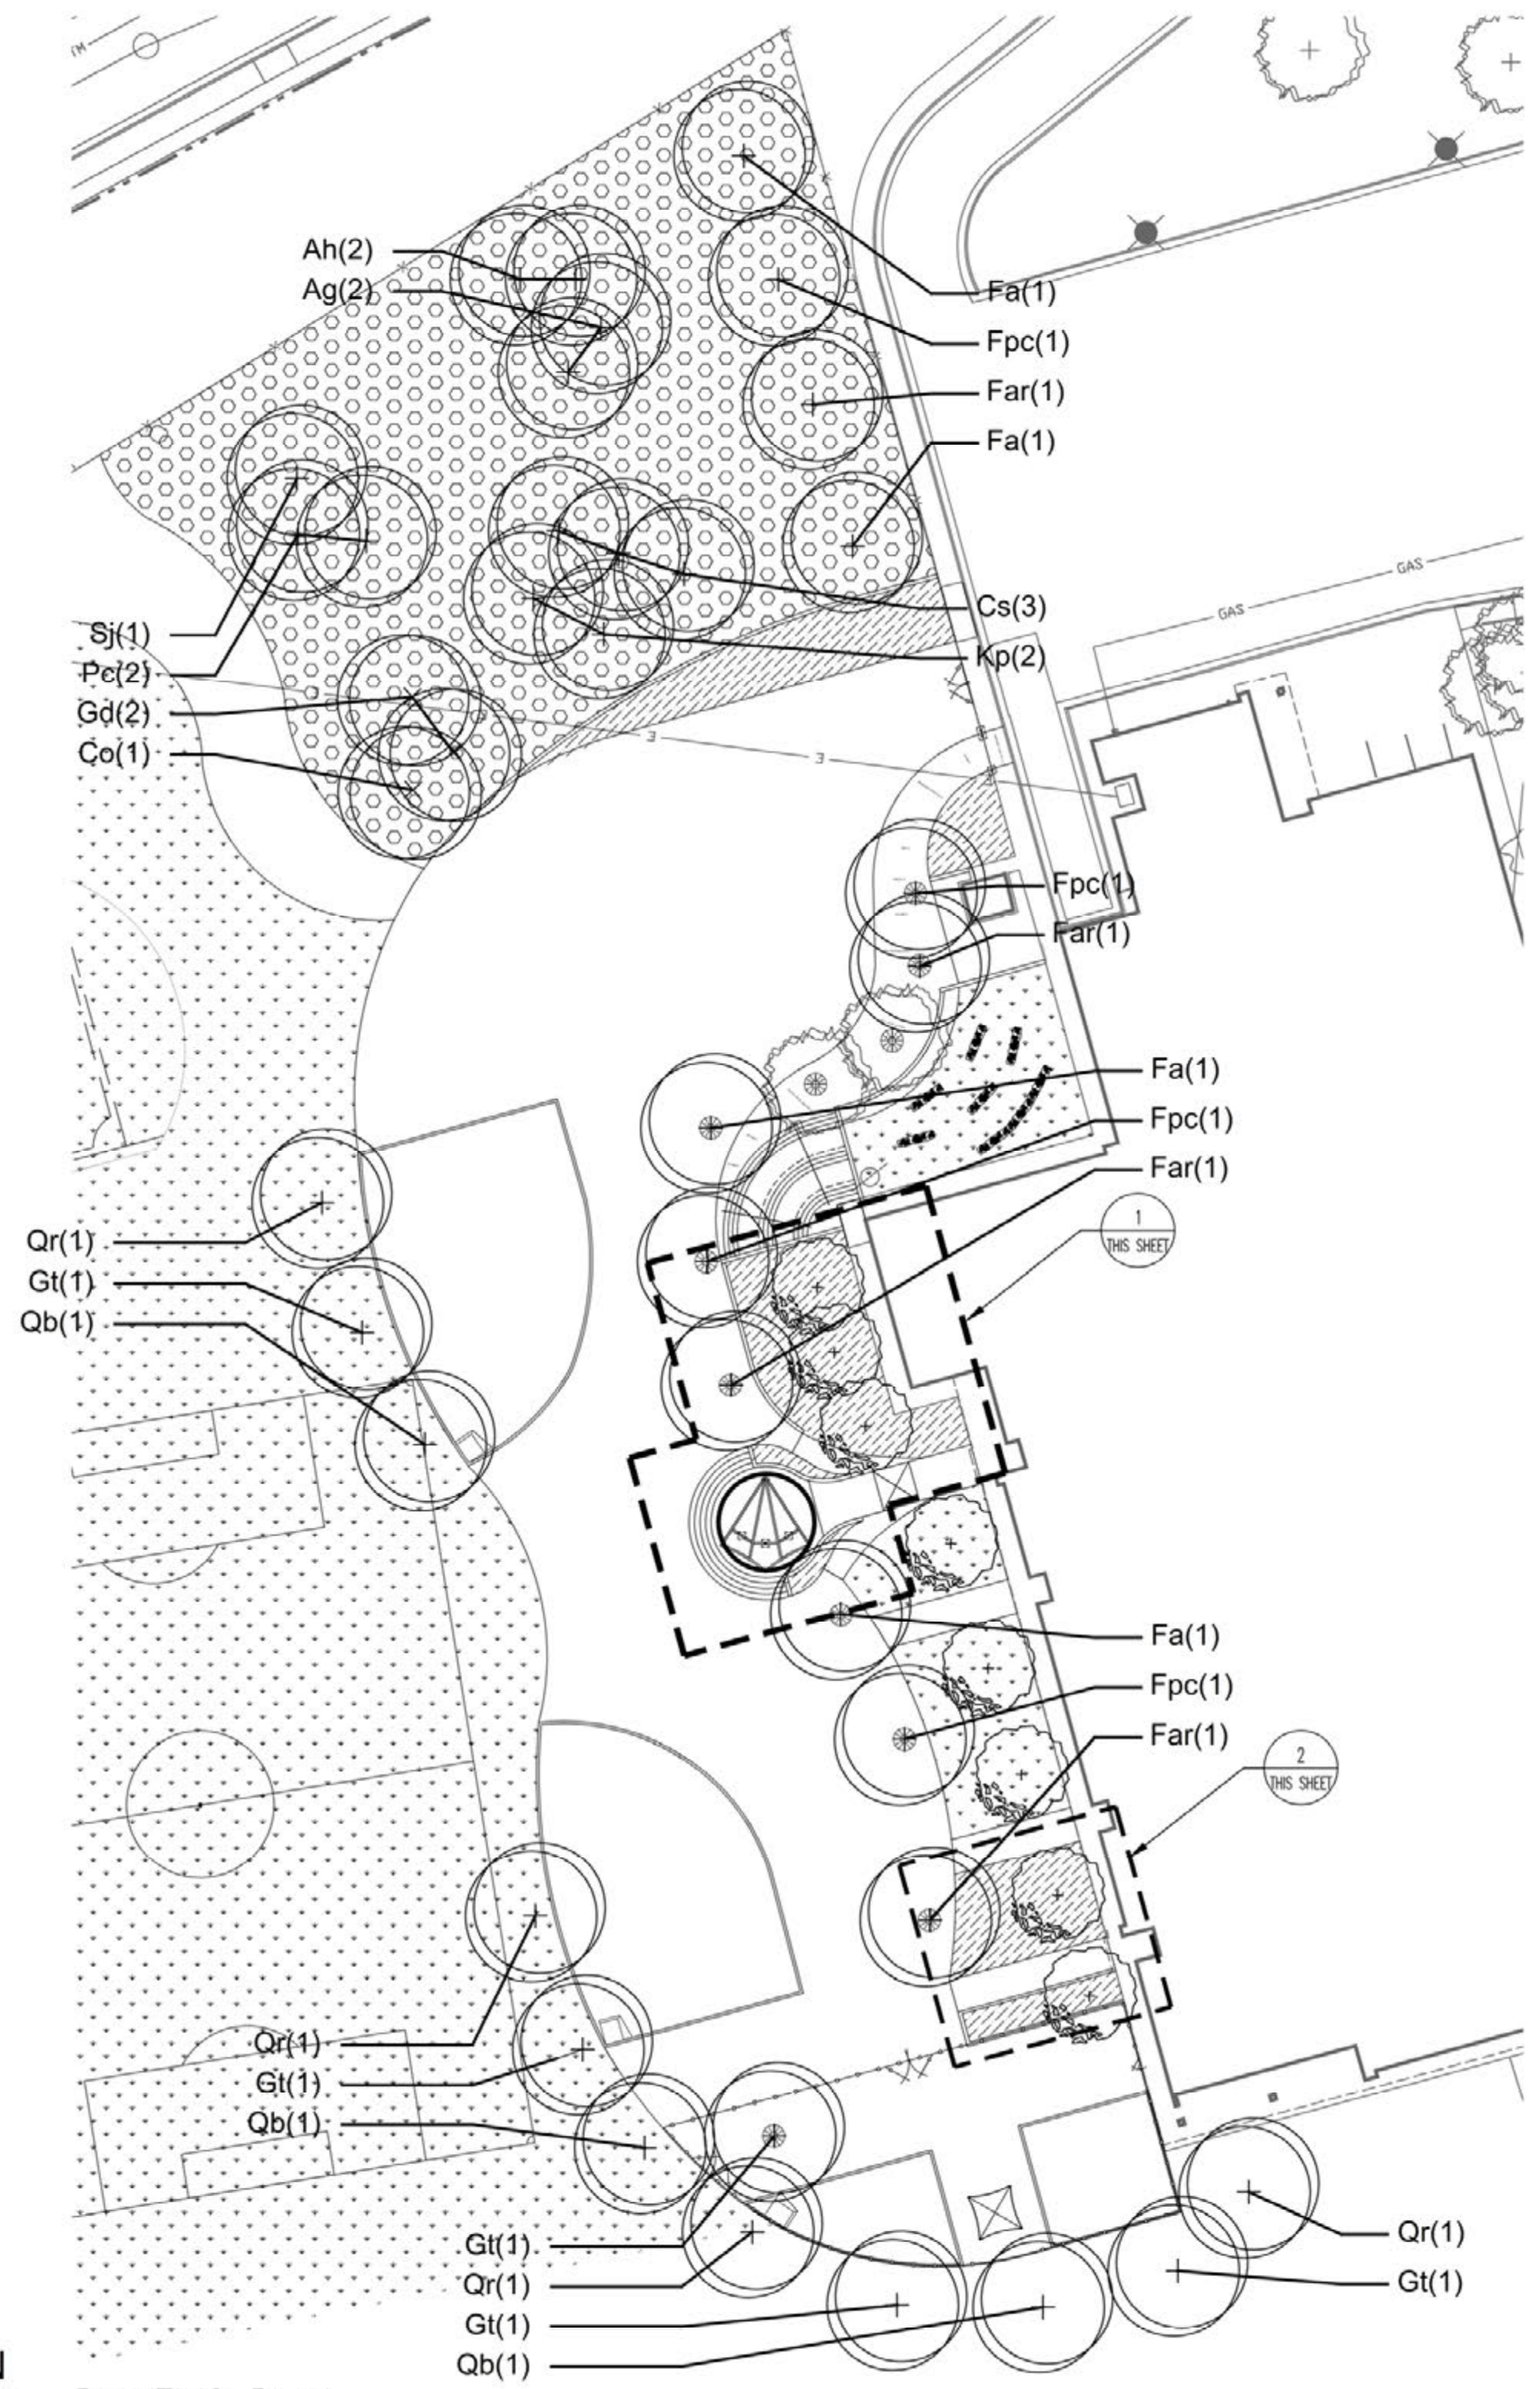 Ah(2)
Ag(2)
Fa(1)
Fpc(1)
Far(1)
Fa(1)
GAS
GAS
Cs(3)
Kp(2)
Sj(1)
Pc(2)
Gd(2)
Co(1)
3
3
Fpc(1)
Far(1)
Fa(1)
Fpc(1)
Far(1)
1
THIS SHEET
Qr(1)
Gt(1)
Qb(1)
Fa(1)
Fpc(1)
Far(1)
2
THIS SHEET
Qr(1)
Gt(1)
Qb(1)
Gt(1)
Qr(1)
Gt(1)
Qb(1)
Qr(1)
Gt(1)